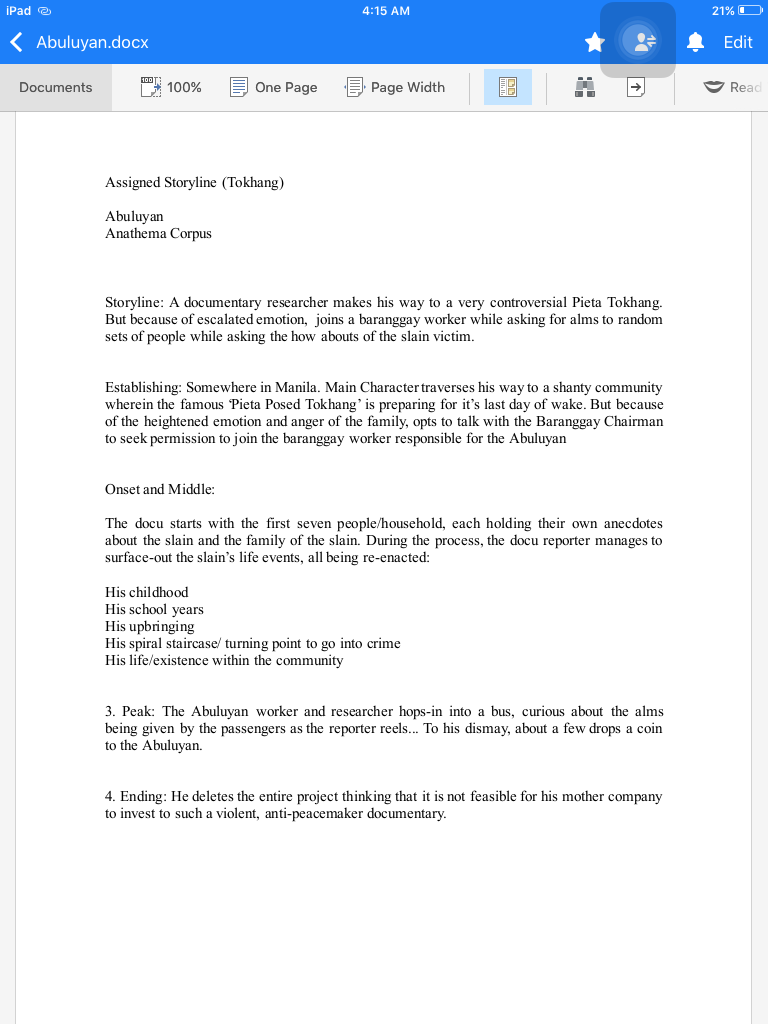 iPad
4:15 AM
21%
Abuluyan.docx
Edit
Documents
100%
One Page
Page Width
Read
Assigned Storyline (Tokhang)
Abuluyan
Anathema Corpus
Storyline: A documentary researcher makes his way to a very controversial Pieta Tokhang.
But because of escalated emotion, joins a baranggay worker while asking for alms to random
sets of people while asking the how abouts of the slain victim.
Establishing: Somewhere in Manila. Main Character traverses his way to a shanty community
wherein the famous ‘Pieta Posed Tokhang’ is preparing for it’s last day of wake. But because
of the heightened emotion and anger of the family, opts to talk with the Baranggay Chairman
to seek permission to join the baranggay worker responsible for the Abuluyan
Onset and Middle:
The docu starts with the first seven people/household, each holding their own anecdotes
about the slain and the family of the slain. During the process, the docu reporter manages to
surface-out the slain’s life events, all being re-enacted:
His childhood
His school years
His upbringing
His spiral staircase/ turning point to go into crime
His life/existence within the community
3. Peak: The Abuluyan worker and researcher hops-in into a bus, curious about the alms
being given by the passengers as the reporter reels... To his dismay, about a few drops a coin
to the Abuluyan.
4. Ending: He deletes the entire project thinking that it is not feasible for his mother company
to invest to such a violent, anti-peacemaker documentary.